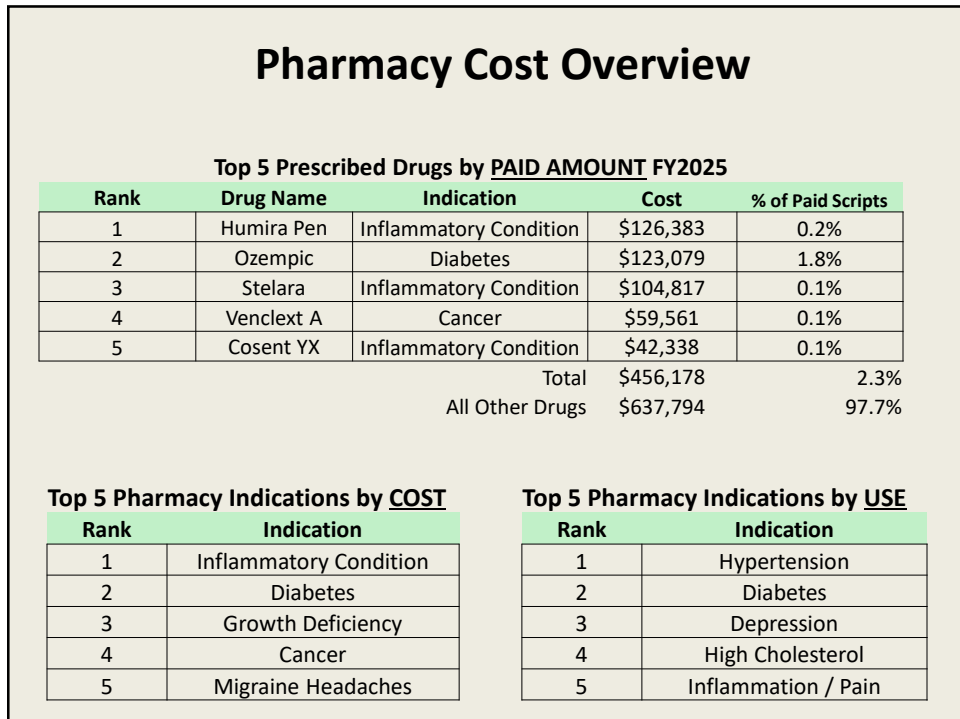 Pharmacy Cost Overview
Top 5 Prescribed Drugs by PAID AMOUNT FY2025
Rank Drug Name Indication Cost % of Paid Scripts
1 Humira Pen Inflammatory Condition $126,383 0.2%
2 Ozempic Diabetes $123,079 1.8%
3 Stelara Inflammatory Condition $104,817 0.1%
4 Venclext A Cancer $59,561 0.1%
5 Cosent YX Inflammatory Condition $42,338 0.1%
Total $456,178 2.3%
All Other Drugs $637,794 97.7%
Top 5 Pharmacy Indications by COST
Rank Indication
1 Inflammatory Condition
2 Diabetes
3 Growth Deficiency
4 Cancer
5 Migraine Headaches
Top 5 Pharmacy Indications by USE
Rank Indication
1 Hypertension
2 Diabetes
3 Depression
4 High Cholesterol
5 Inflammation / Pain